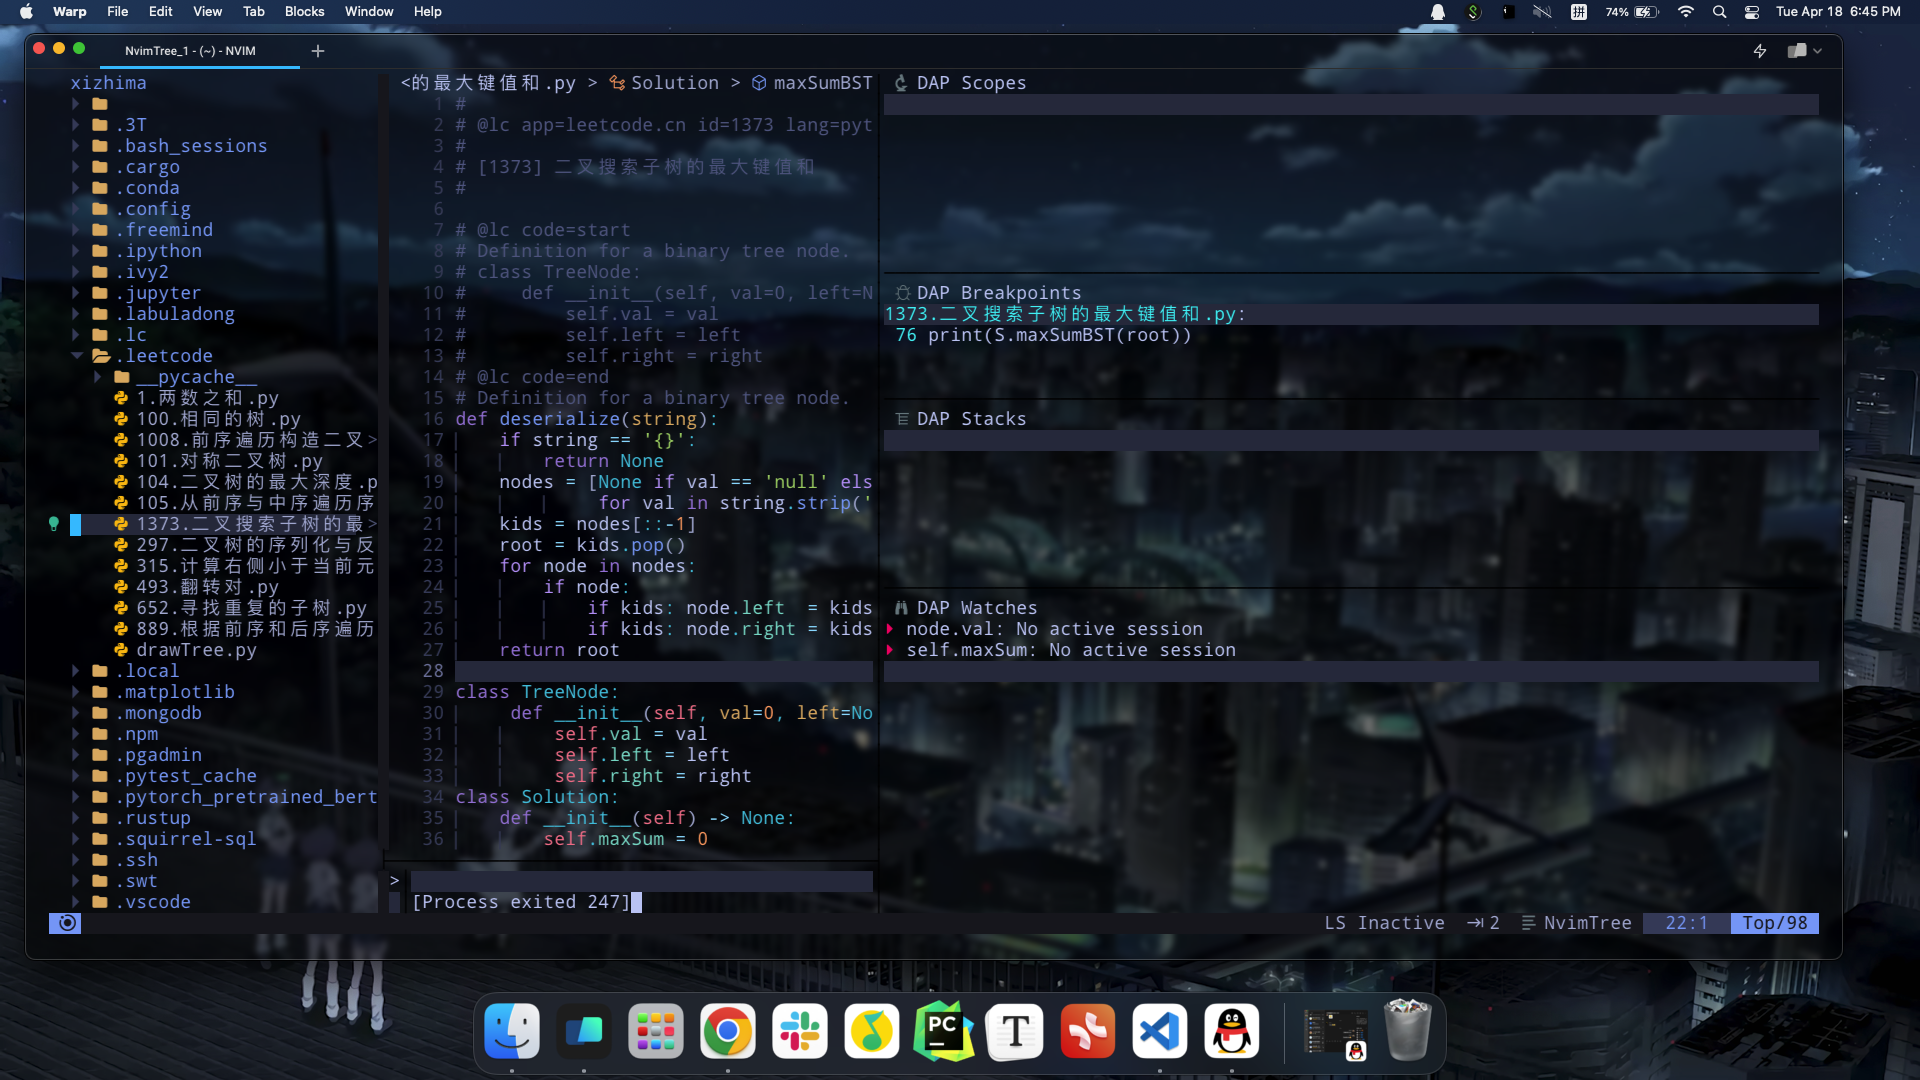 Warp File Edit View Tab Blocks Window Help
拼 74% Tue Apr 18 6:45 PM
NvimTree_1 - (~) - NVIM +
xizhima
.3T
.bash_sessions
.cargo
.conda
.config
.freemind
.ipython
.ivy2
.jupyter
.labuladong
.lc
.leetcode
__pycache__
1.两数之和.py
100.相同的树.py
1008.前序遍历构造二叉>
101.对称二叉树.py
104.二叉树的最大深度.p
105.从前序与中序遍历序
1373.二叉搜索子树的最>
297.二叉树的序列化与反
315.计算右侧小于当前元
493.翻转对.py
652.寻找重复的子树.py
889.根据前序和后序遍历
drawTree.py
.local
.matplotlib
.mongodb
.npm
.pgadmin
.pytest_cache
.pytorch_pretrained_bert
.rustup
.squirrel-sql
.ssh
.swt
.vscode
<的最大键值和.py > Solution > maxSumBST
1 #
2 # @lc app=leetcode.cn id=1373 lang=pyt
3 #
4 # [1373] 二叉搜索子树的最大键值和
5 #
6
7 # @lc code=start
8 # Definition for a binary tree node.
9 # class TreeNode:
10 #     def __init__(self, val=0, left=N
11 #         self.val = val
12 #         self.left = left
13 #         self.right = right
14 # @lc code=end
15 # Definition for a binary tree node.
16 def deserialize(string):
17     if string == '{}':
18         return None
19     nodes = [None if val == 'null' els
20              for val in string.strip('
21     kids = nodes[::-1]
22     root = kids.pop()
23     for node in nodes:
24         if node:
25             if kids: node.left  = kids
26             if kids: node.right = kids
27     return root
28
29 class TreeNode:
30      def __init__(self, val=0, left=No
31          self.val = val
32          self.left = left
33          self.right = right
34 class Solution:
35     def __init__(self) -> None:
36         self.maxSum = 0
>
[Process exited 247]
DAP Scopes
DAP Breakpoints
1373.二叉搜索子树的最大键值和.py:
76 print(S.maxSumBST(root))
DAP Stacks
DAP Watches
node.val: No active session
self.maxSum: No active session
LS Inactive 2 NvimTree 22:1 Top/98
PC
T